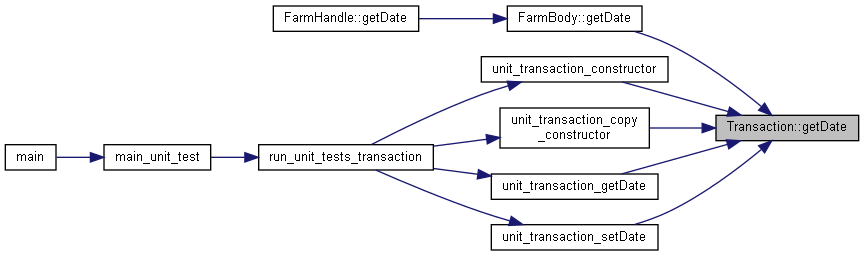 FarmHandle::getDate
FarmBody::getDate
unit_transaction_constructor
unit_transaction_copy
_constructor
Transaction::getDate
main
main_unit_test
run_unit_tests_transaction
unit_transaction_getDate
unit_transaction_setDate